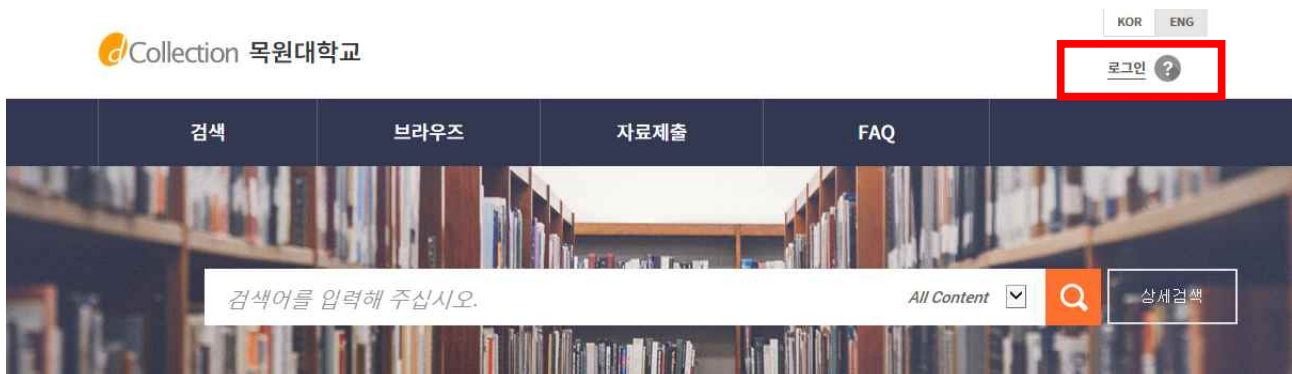 KOR ENG
dCollection 목원대학교
로그인 ?
검색 브라우즈 자료제출 FAQ
검색어를 입력해 주십시오. All Content 상세검색